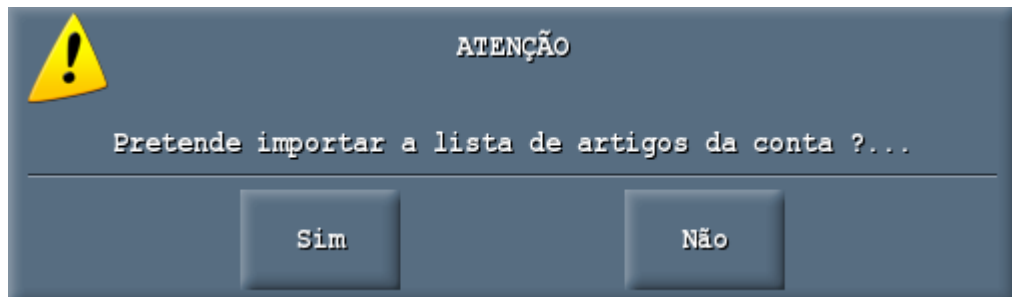 ATENÇÃO
Pretende importar a lista de artigos da conta ?...
Sim
Não